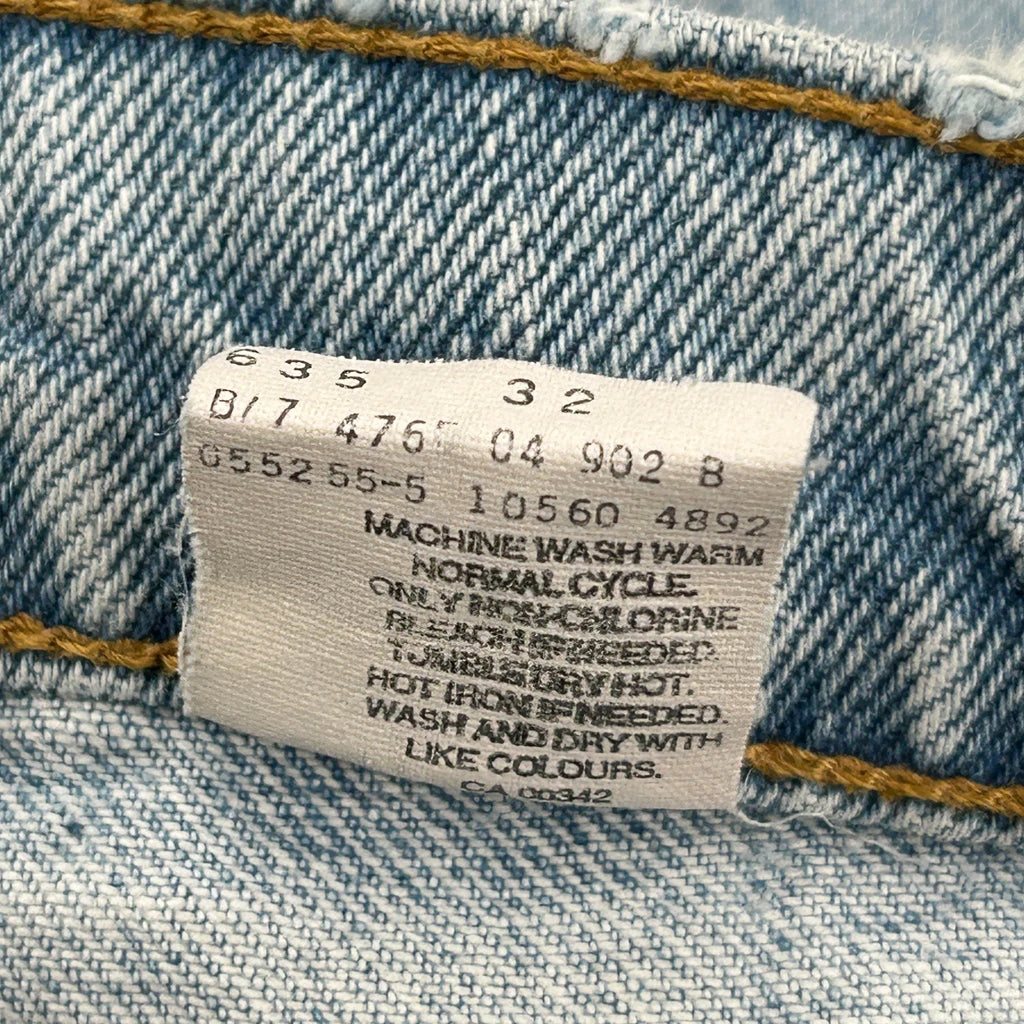 635 32
B/7 476 04 902 B
055255-5 10560 4892
MACHINE WASH WARM
NORMAL CYCLE.
ONLY NON-CHLORINE
BLEACH IF NEEDED.
TUMBLE DRY HOT.
HOT IRON IF NEEDED.
WASH AND DRY WITH
LIKE COLOURS.
CA 00342